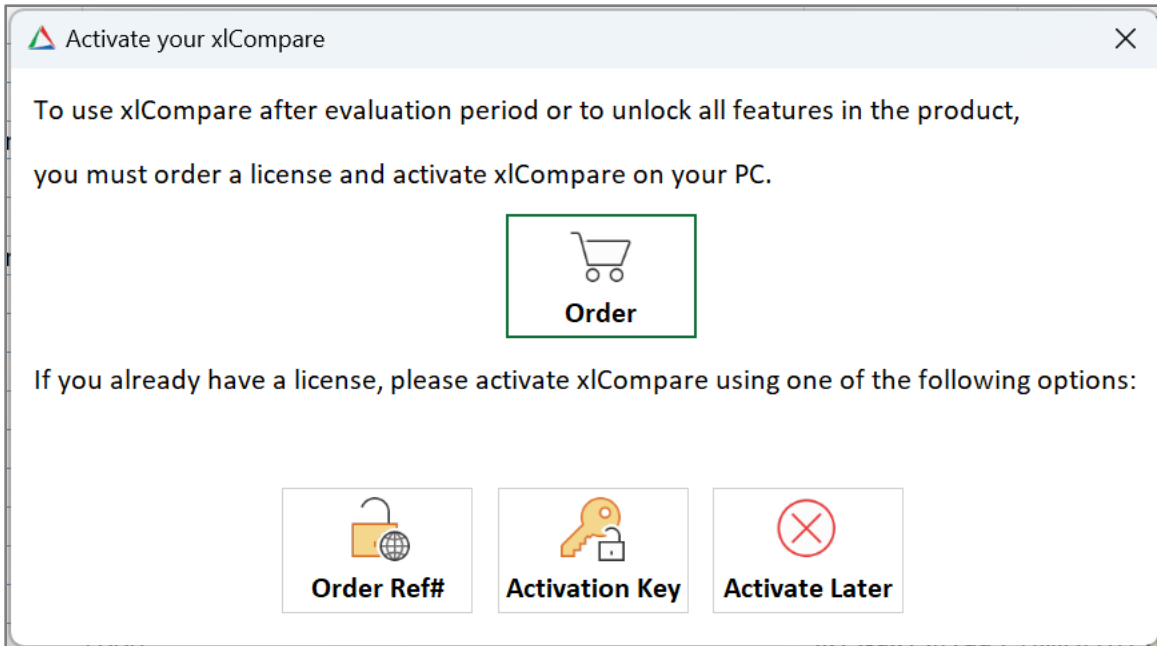 Activate your xlCompare
To use xlCompare after evaluation period or to unlock all features in the product,
you must order a license and activate xlCompare on your PC.
Order
If you already have a license, please activate xlCompare using one of the following options:
Order Ref#
Activation Key
Activate Later